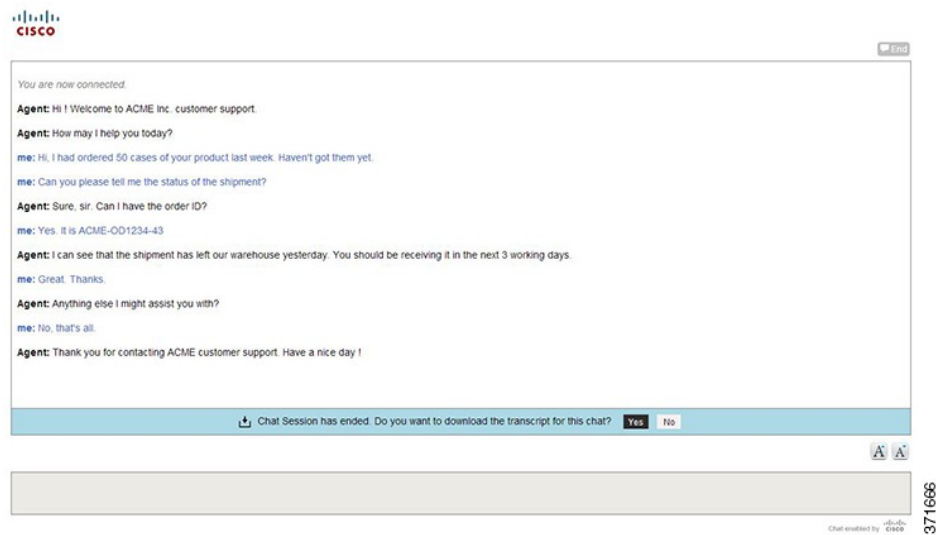 CISCO
End
You are now connected.
Agent: Hi ! Welcome to ACME Inc. customer support.
Agent: How may I help you today?
me: Hi, I had ordered 50 cases of your product last week. Haven't got them yet.
me: Can you please tell me the status of the shipment?
Agent: Sure, sir. Can I have the order ID?
me: Yes. It is ACME-OD1234-43
Agent: I can see that the shipment has left our warehouse yesterday. You should be receiving it in the next 3 working days.
me: Great. Thanks.
Agent: Anything else I might assist you with?
me: No, that's all.
Agent: Thank you for contacting ACME customer support. Have a nice day !
Chat Session has ended. Do you want to download the transcript for this chat? Yes No
A A
Chat enabled by CISCO
371666